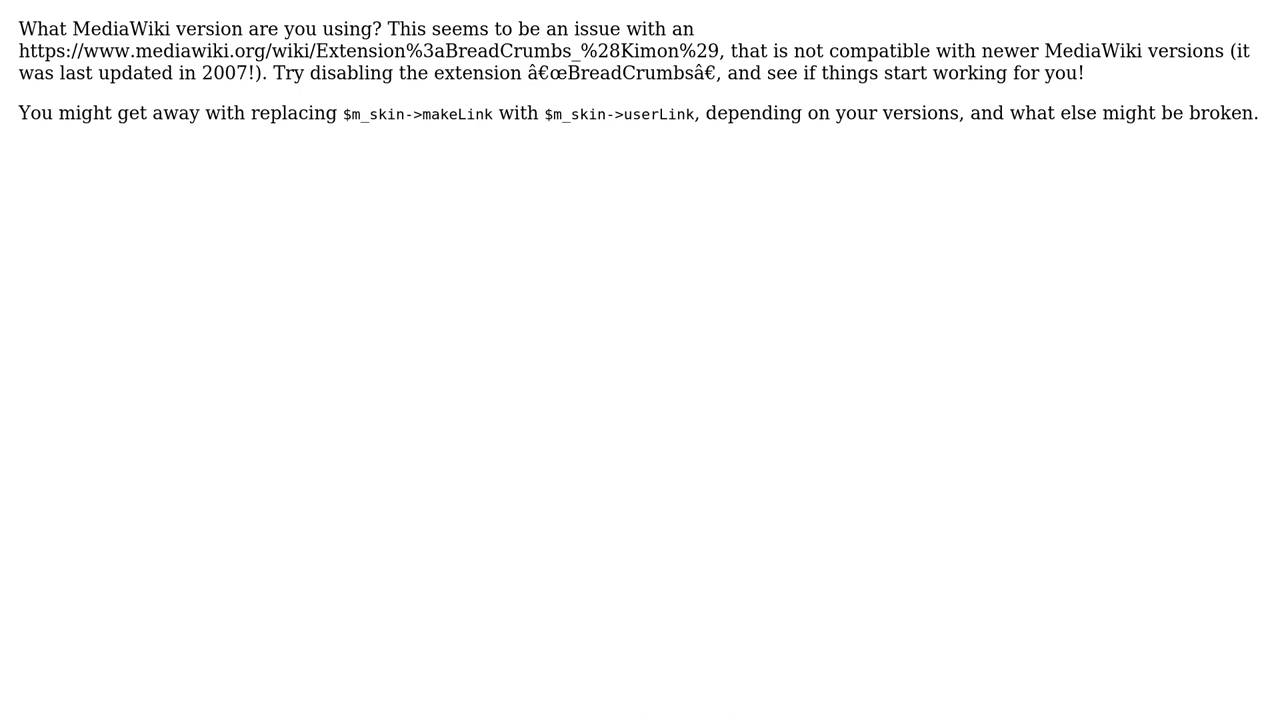 What MediaWiki version are you using? This seems to be an issue with an
https://www.mediawiki.org/wiki/Extension%3aBreadCrumbs_%28Kimon%29, that is not compatible with newer MediaWiki versions (it
was last updated in 2007!). Try disabling the extension â€œBreadCrumbsâ€, and see if things start working for you!
You might get away with replacing $m_skin->makeLink with $m_skin->userLink, depending on your versions, and what else might be broken.